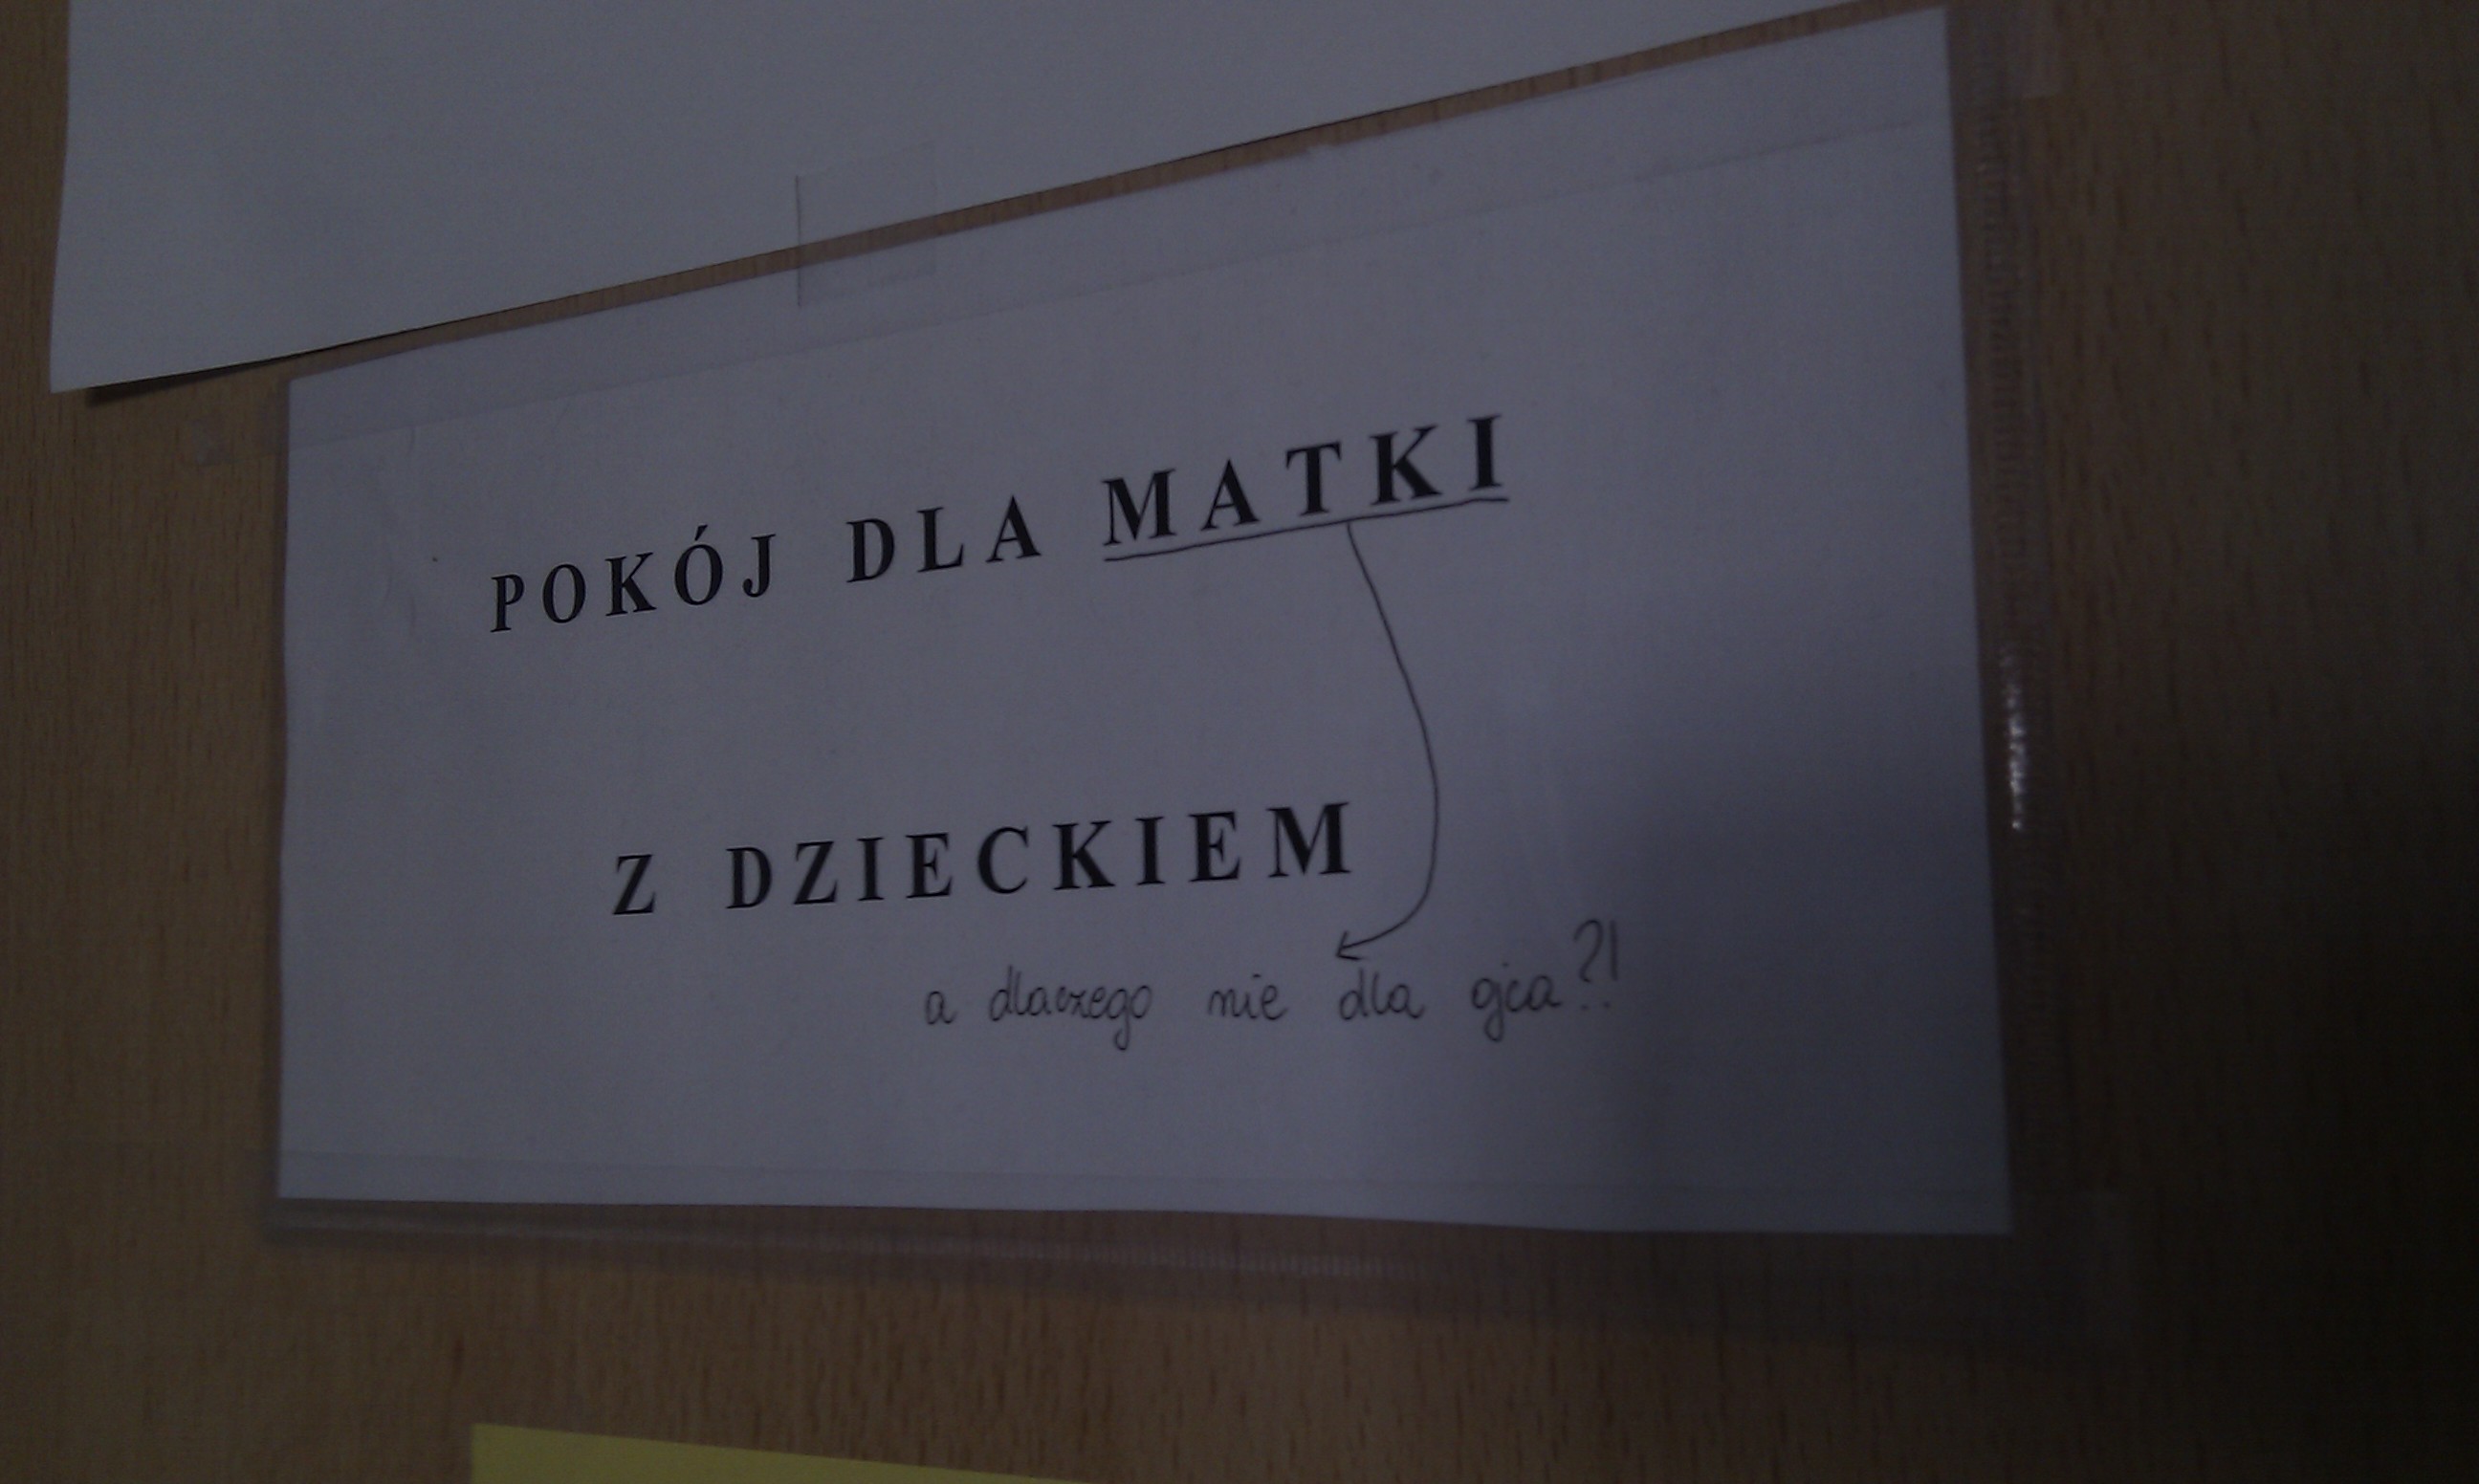 POKÓJ DLA MATKI
Z DZIECKIEM
a dlaczego nie dla ojca?!